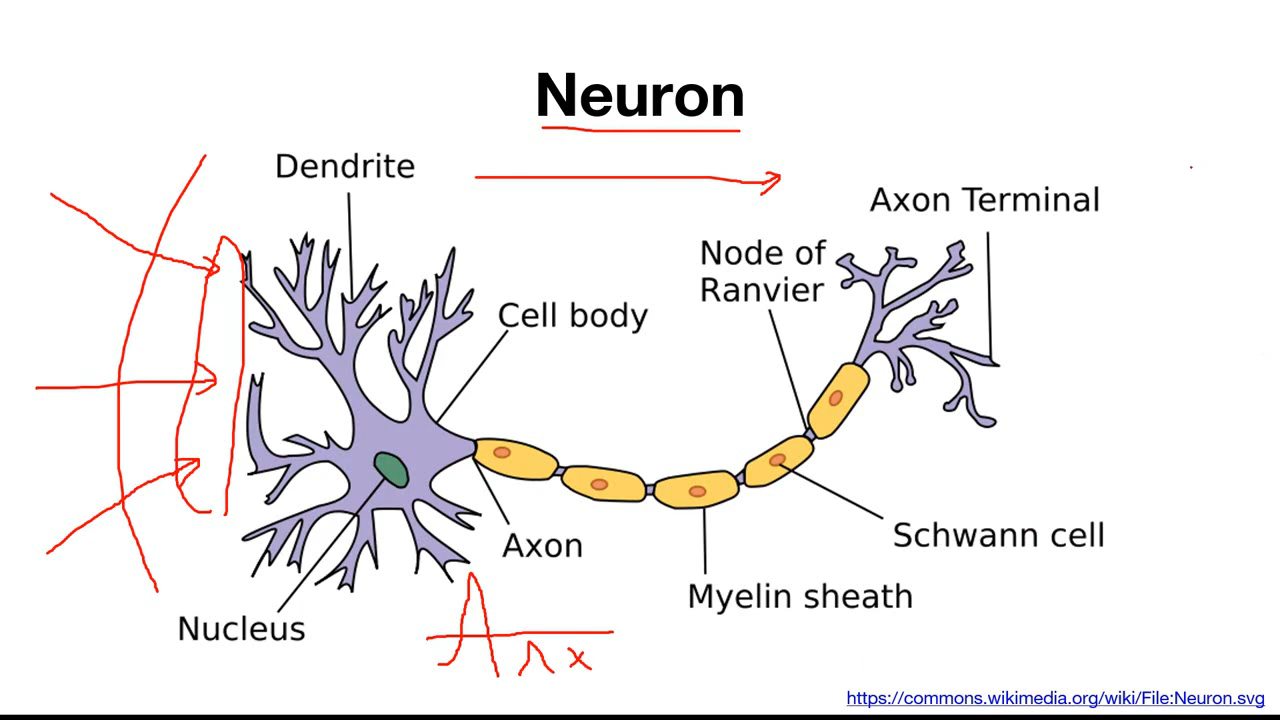 Neuron
Dendrite
Axon Terminal
Node of
Ranvier
Cell body
Axon
Schwann cell
Myelin sheath
Nucleus
https://commons.wikimedia.org/wiki/File:Neuron.svg